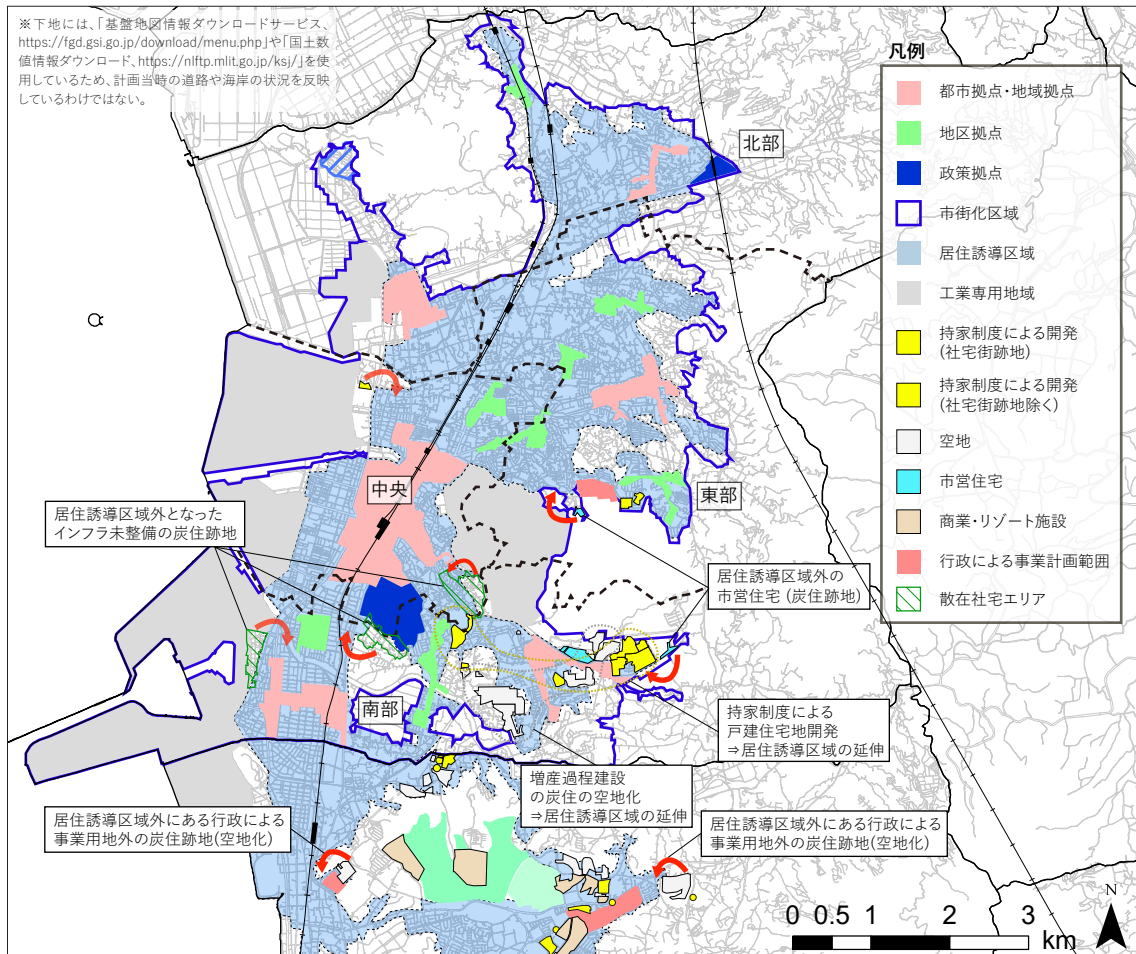 ※下地には、「基盤地図情報ダウンロードサービス、
https://fgd.gsi.go.jp/download/menu.php」や「国土数
値情報ダウンロード、https://nlftp.mlit.go.jp/ksj/」を使
用しているため、計画当時の道路や海岸の状況を反映
しているわけではない。
凡例
都市拠点・地域拠点
地区拠点
政策拠点
市街化区域
居住誘導区域
工業専用地域
持家制度による開発
(社宅街跡地)
持家制度による開発
(社宅街跡地除く)
空地
市営住宅
商業・リゾート施設
行政による事業計画範囲
散在社宅エリア
北部
中央
東部
南部
居住誘導区域外となった
インフラ未整備の炭住跡地
居住誘導区域外の
市営住宅 (炭住跡地)
持家制度による
戸建住宅地開発
⇒居住誘導区域の延伸
増産過程建設
の炭住の空地化
⇒居住誘導区域の延伸
居住誘導区域外にある行政による
事業用地外の炭住跡地(空地化)
居住誘導区域外にある行政による
事業用地外の炭住跡地(空地化)
0 0.5 1 2 3
km
N